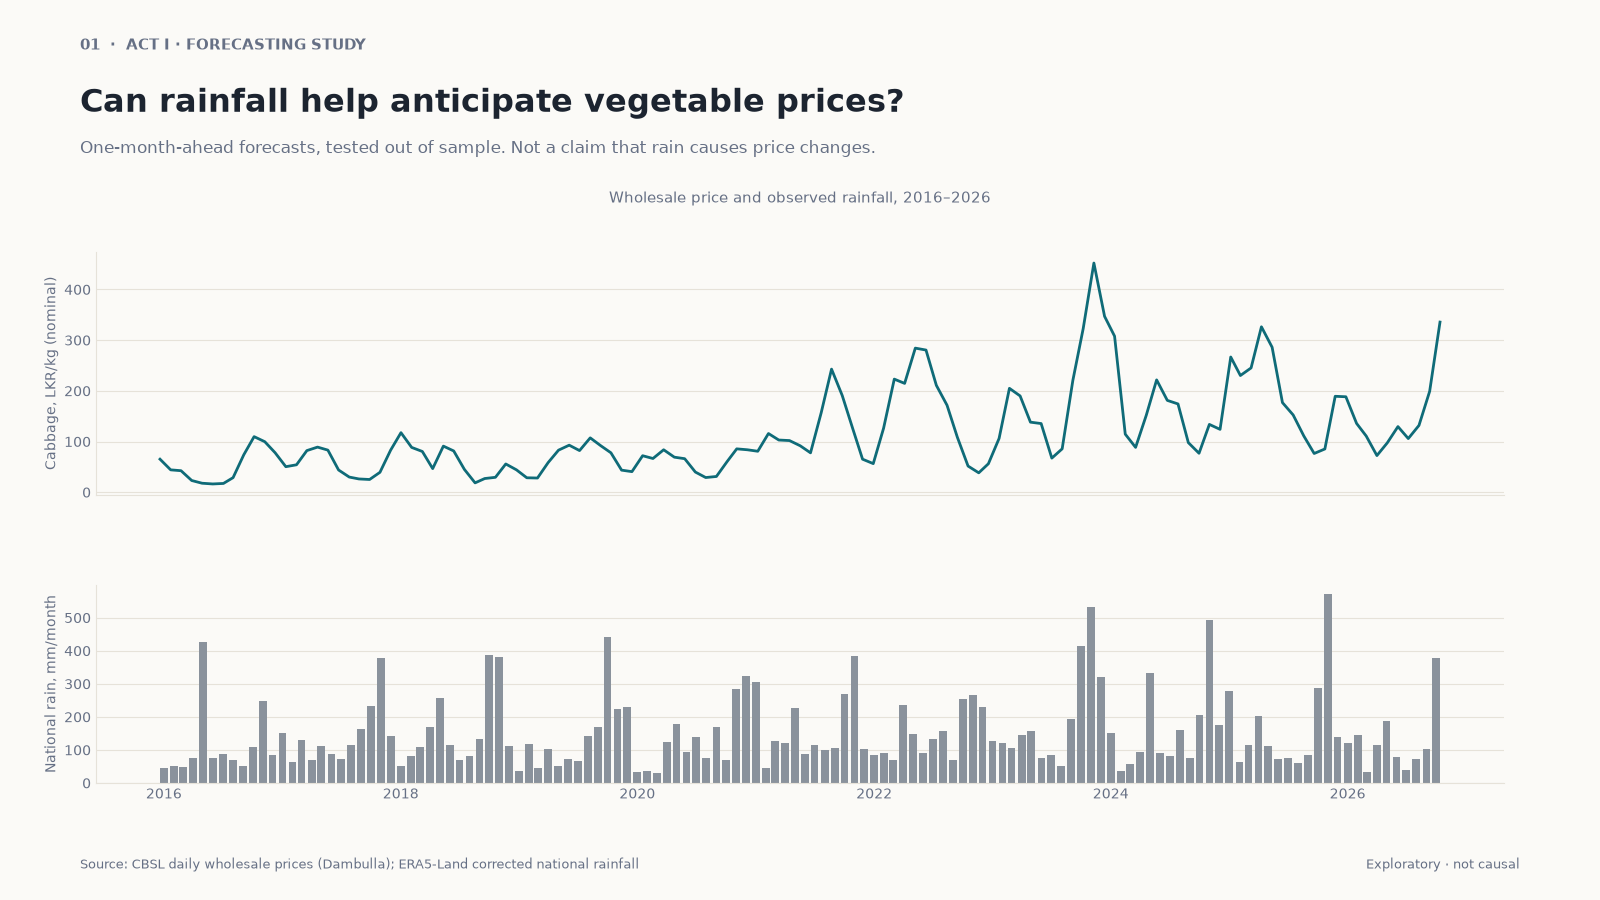 01 · ACT I · FORECASTING STUDY
Can rainfall help anticipate vegetable prices?
One-month-ahead forecasts, tested out of sample. Not a claim that rain causes price changes.
Wholesale price and observed rainfall, 2016–2026
Cabbage, LKR/kg (nominal)
400
300
200
100
0
National rain, mm/month
500
400
300
200
100
0
2016 2018 2020 2022 2024 2026
Source: CBSL daily wholesale prices (Dambulla); ERA5-Land corrected national rainfall
Exploratory · not causal